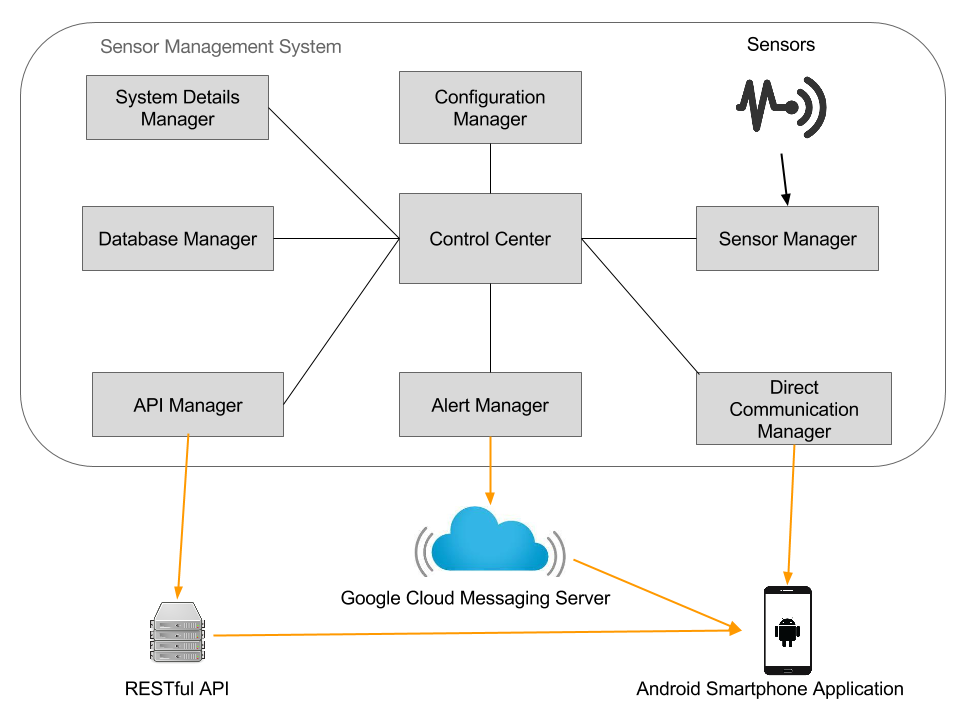 Sensor Management System
Sensors
System Details
Manager
Configuration
Manager
Database Manager
Control Center
Sensor Manager
API Manager
Alert Manager
Direct
Communication
Manager
Google Cloud Messaging Server
RESTful API
Android Smartphone Application